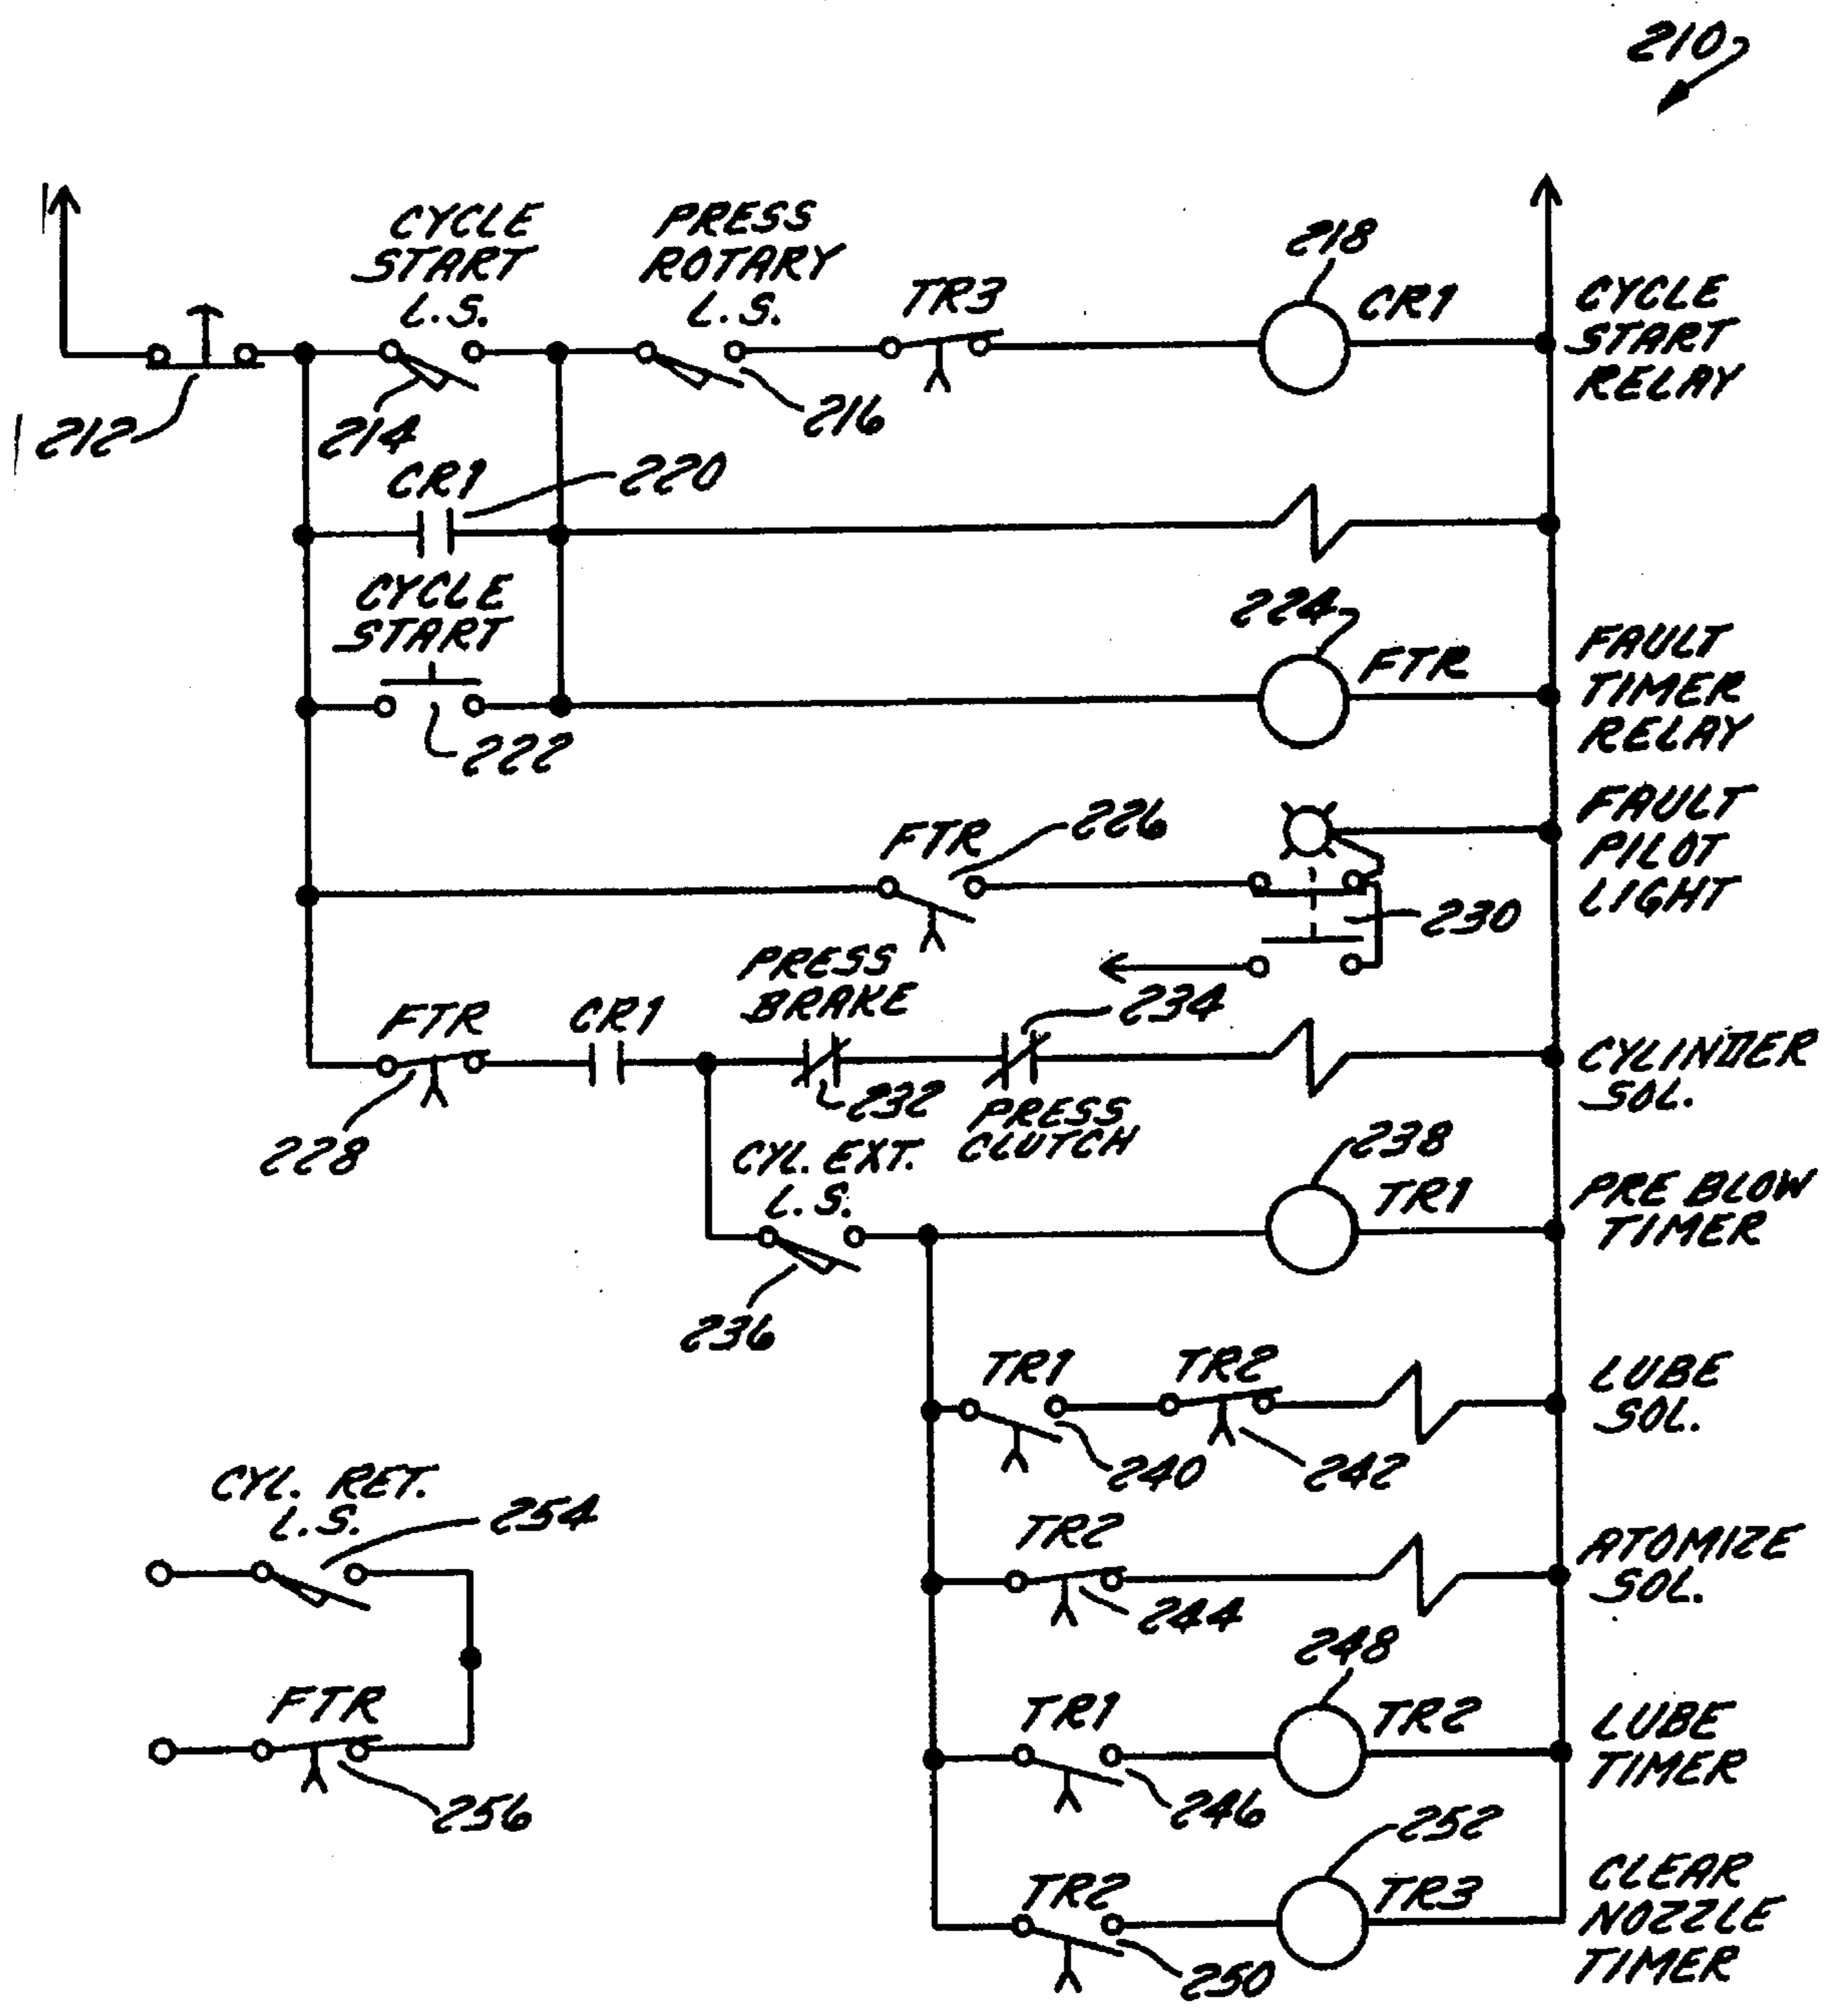 210
CYCLE
START
L.S.
PRESS
ROTARY
L.S.
TR3
218
CR1
CYCLE
START
RELAY
212
214
216
CR1
220
CYCLE
START
222
224
FTR
FAULT
TIMER
RELAY
FTR
226
230
FAULT
PILOT
LIGHT
FTR
228
CR1
PRESS
BRAKE
232
234
PRESS
CLUTCH
CYLINDER
SOL.
CYL. EXT.
L.S.
236
238
TR1
PRE BLOW
TIMER
TR1
240
TR2
242
LUBE
SOL.
CYL. RET.
L.S.
254
TR2
244
ATOMIZE
SOL.
FTR
256
TR1
246
248
TR2
LUBE
TIMER
TR2
250
252
TR3
CLEAR
NOZZLE
TIMER